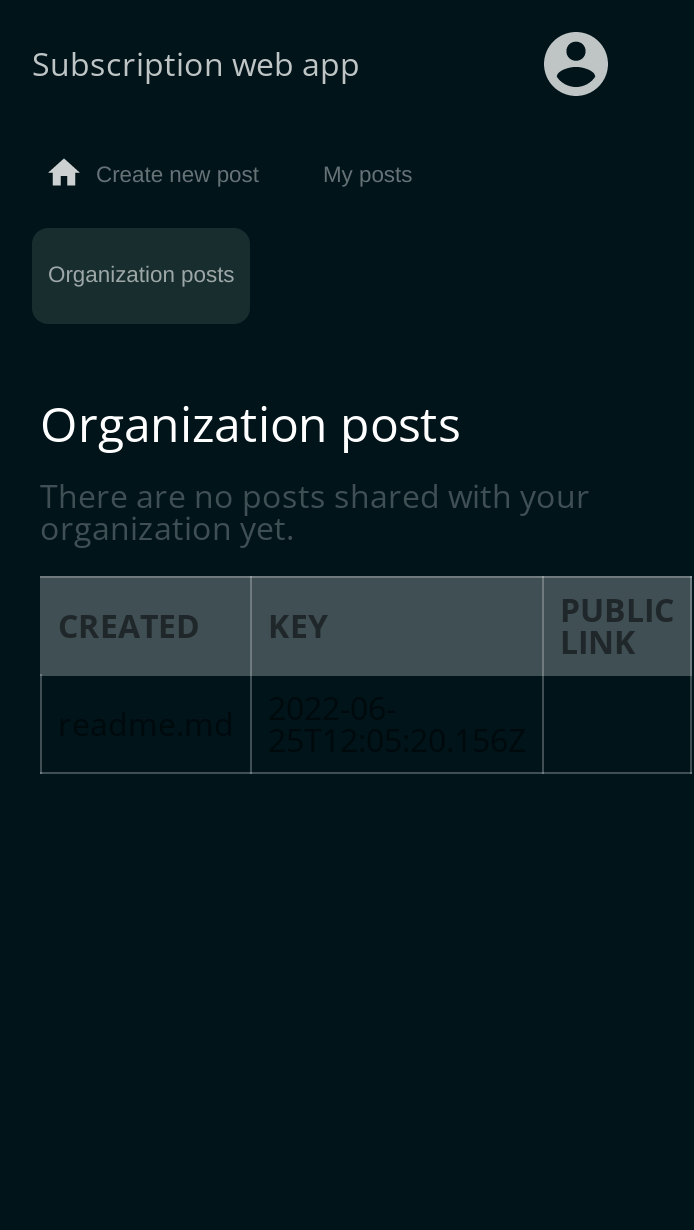 Subscription web app
Create new post My posts
Organization posts
Organization posts
There are no posts shared with your
organization yet.
CREATED KEY PUBLIC LINK
readme.md 2022-06-25T12:05:20.156Z